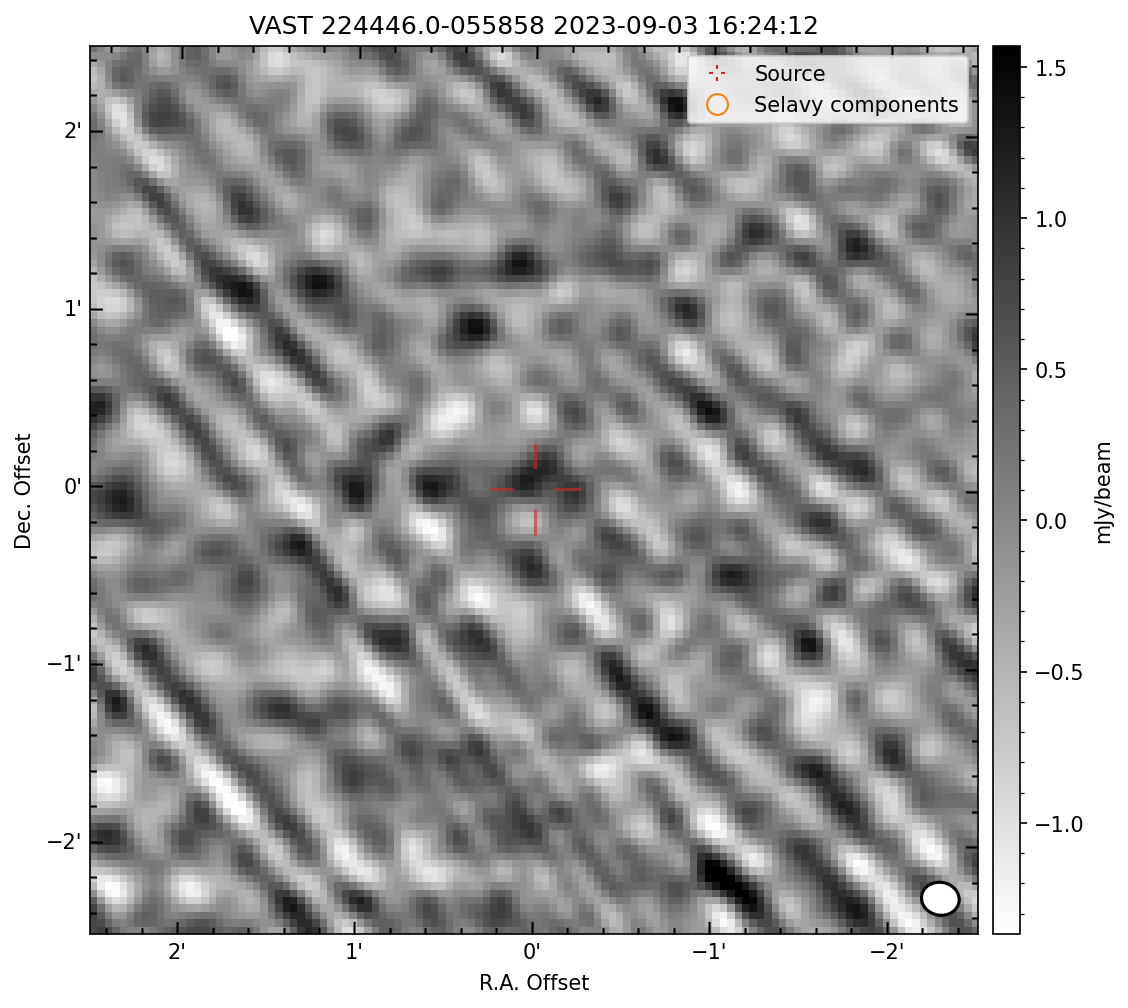 VAST 224446.0-055858 2023-09-03 16:24:12
Source
Selavy components
2'
1'
0'
−1'
−2'
Dec. Offset
2'
1'
0'
−1'
−2'
R.A. Offset
1.5
1.0
0.5
0.0
−0.5
−1.0
mJy/beam